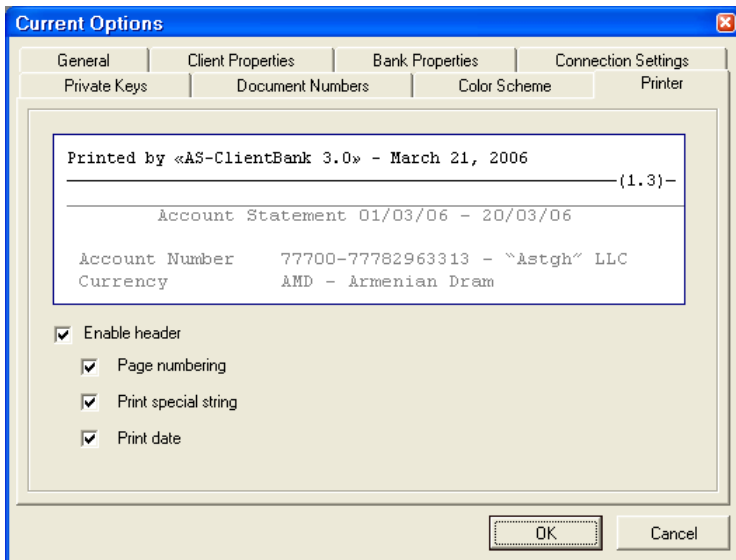 Current Options
General Client Properties Bank Properties Connection Settings
Private Keys Document Numbers Color Scheme Printer
Printed by «AS-ClientBank 3.0» - March 21, 2006
(1.3)
Account Statement 01/03/06 - 20/03/06
Account Number 77700-77782963313 - “Astgh” LLC
Currency AMD - Armenian Dram
Enable header
Page numbering
Print special string
Print date
OK Cancel